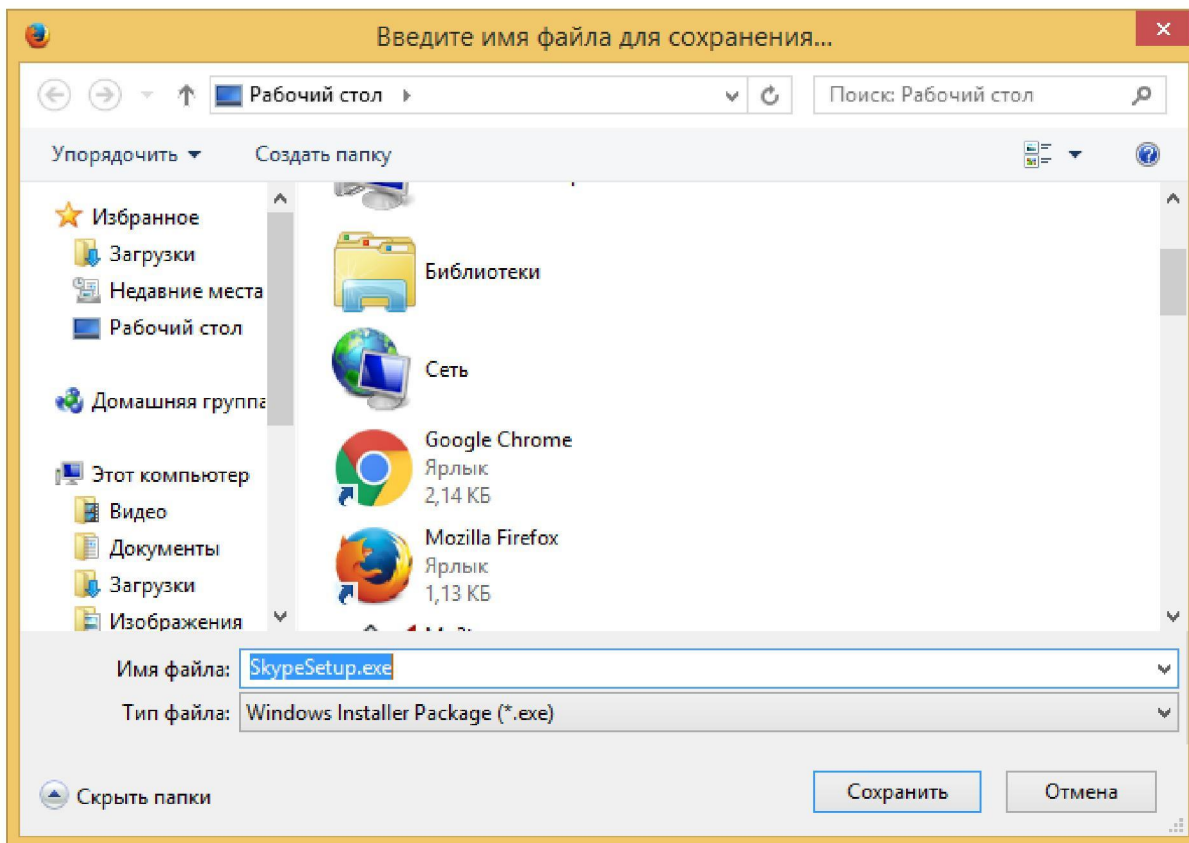 Введите имя файла для сохранения...
Рабочий стол
Поиск: Рабочий стол
Упорядочить
Создать папку
Избранное
Загрузки
Недавние места
Рабочий стол
Домашняя группа
Этот компьютер
Видео
Документы
Загрузки
Изображения
Библиотеки
Сеть
Google Chrome
Ярлык
2,14 КБ
Mozilla Firefox
Ярлык
1,13 КБ
Имя файла: SkypeSetup.exe
Тип файла: Windows Installer Package (*.exe)
Скрыть папки
Сохранить
Отмена